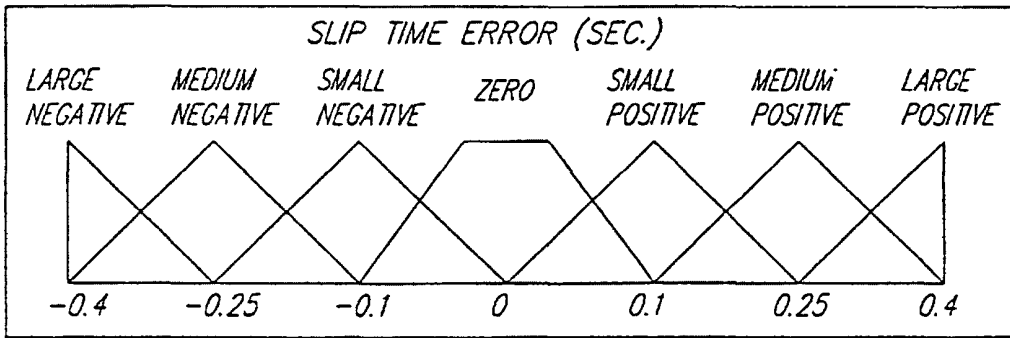 SLIP TIME ERROR (SEC.)
LARGE NEGATIVE
MEDIUM NEGATIVE
SMALL NEGATIVE
ZERO
SMALL POSITIVE
MEDIUM POSITIVE
LARGE POSITIVE
-0.4 -0.25 -0.1 0 0.1 0.25 0.4